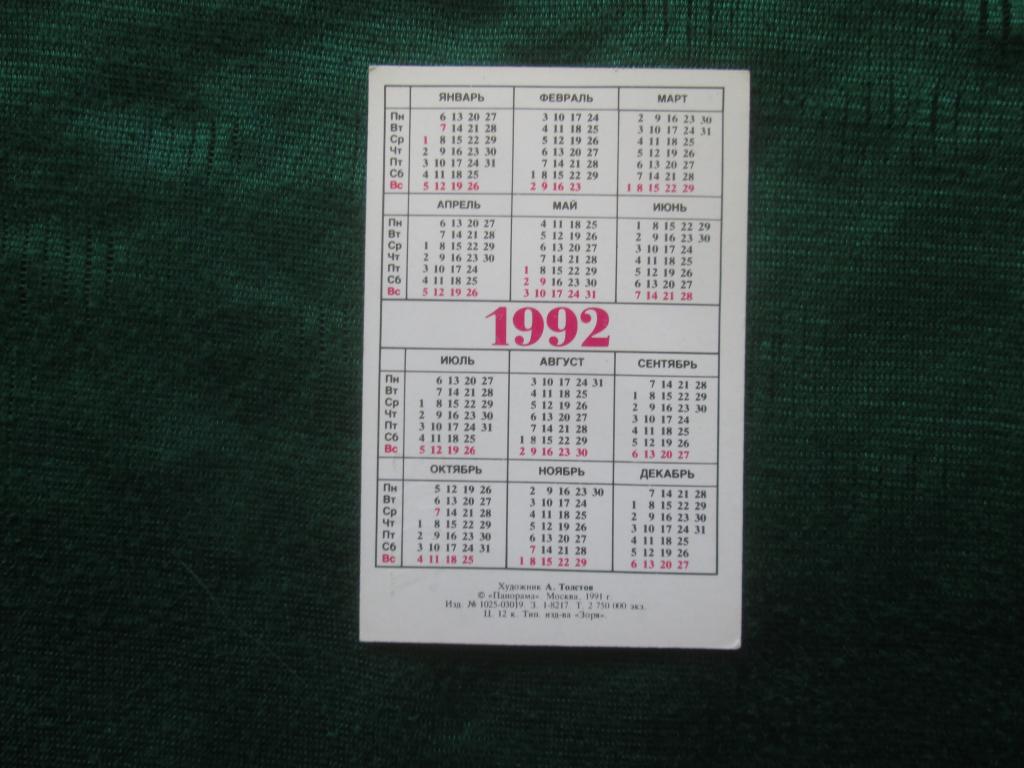 ЯНВАРЬ ФЕВРАЛЬ МАРТ
Пн 6 13 20 27 3 10 17 24 2 9 16 23 30
Вт 7 14 21 28 4 11 18 25 3 10 17 24 31
Ср 1 8 15 22 29 5 12 19 26 4 11 18 25
Чт 2 9 16 23 30 6 13 20 27 5 12 19 26
Пт 3 10 17 24 31 7 14 21 28 6 13 20 27
Сб 4 11 18 25 1 8 15 22 29 7 14 21 28
Вс 5 12 19 26 2 9 16 23 1 8 15 22 29
АПРЕЛЬ МАЙ ИЮНЬ
Пн 6 13 20 27 4 11 18 25 1 8 15 22 29
Вт 7 14 21 28 5 12 19 26 2 9 16 23 30
Ср 1 8 15 22 29 6 13 20 27 3 10 17 24
Чт 2 9 16 23 30 7 14 21 28 4 11 18 25
Пт 3 10 17 24 1 8 15 22 29 5 12 19 26
Сб 4 11 18 25 2 9 16 23 30 6 13 20 27
Вс 5 12 19 26 3 10 17 24 31 7 14 21 28
1992
ИЮЛЬ АВГУСТ СЕНТЯБРЬ
Пн 6 13 20 27 3 10 17 24 31 7 14 21 28
Вт 7 14 21 28 4 11 18 25 1 8 15 22 29
Ср 1 8 15 22 29 5 12 19 26 2 9 16 23 30
Чт 2 9 16 23 30 6 13 20 27 3 10 17 24
Пт 3 10 17 24 31 7 14 21 28 4 11 18 25
Сб 4 11 18 25 1 8 15 22 29 5 12 19 26
Вс 5 12 19 26 2 9 16 23 30 6 13 20 27
ОКТЯБРЬ НОЯБРЬ ДЕКАБРЬ
Пн 5 12 19 26 2 9 16 23 30 7 14 21 28
Вт 6 13 20 27 3 10 17 24 1 8 15 22 29
Ср 7 14 21 28 4 11 18 25 2 9 16 23 30
Чт 1 8 15 22 29 5 12 19 26 3 10 17 24 31
Пт 2 9 16 23 30 6 13 20 27 4 11 18 25
Сб 3 10 17 24 31 7 14 21 28 5 12 19 26
Вс 4 11 18 25 1 8 15 22 29 6 13 20 27
Художник А. Толстов
© «Панорама». Москва. 1991 г.
Изд. № 1025-03019. З. 1-8217. Т. 2 750 000 экз.
Ц. 12 к. Тип. изд-ва «Зоря».